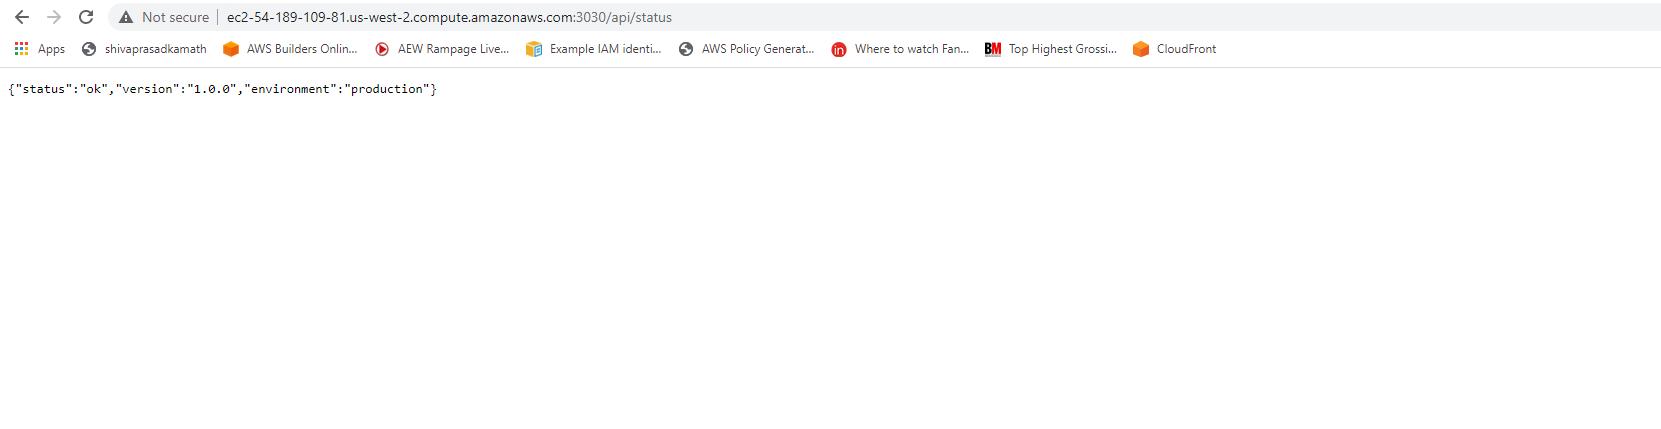 Not secure ec2-54-189-109-81.us-west-2.compute.amazonaws.com:3030/api/status
Apps shivaprasadkamath AWS Builders Onlin... AEW Rampage Live... Example IAM identi... AWS Policy Generat... in Where to watch Fan... BM Top Highest Grossi... CloudFront
{"status":"ok","version":"1.0.0","environment":"production"}